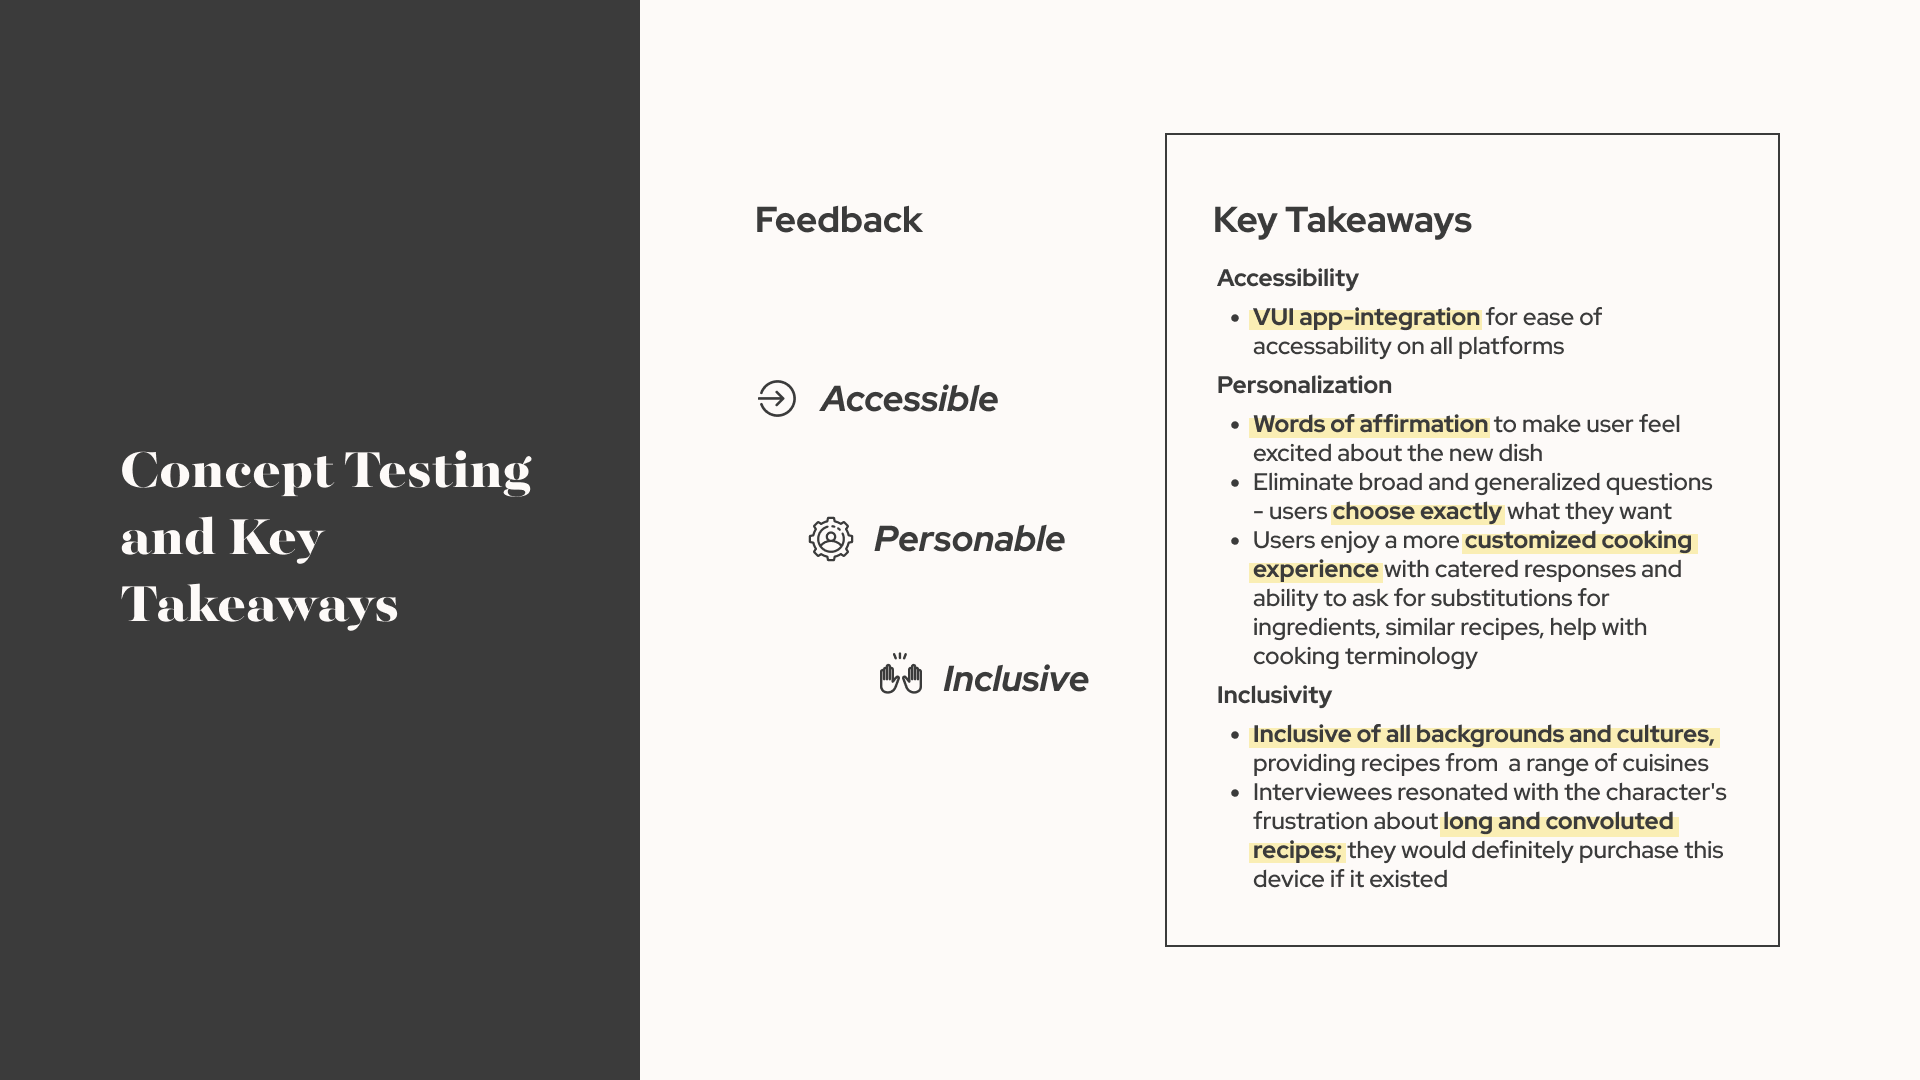 Concept Testing
and Key
Takeaways
Feedback
Accessible
Personable
Inclusive
Key Takeaways
Accessibility
• VUI app-integration for ease of
accessability on all platforms
Personalization
• Words of affirmation to make user feel
excited about the new dish
• Eliminate broad and generalized questions
- users choose exactly what they want
• Users enjoy a more customized cooking
experience with catered responses and
ability to ask for substitutions for
ingredients, similar recipes, help with
cooking terminology
Inclusivity
• Inclusive of all backgrounds and cultures,
providing recipes from  a range of cuisines
• Interviewees resonated with the character's
frustration about long and convoluted
recipes; they would definitely purchase this
device if it existed